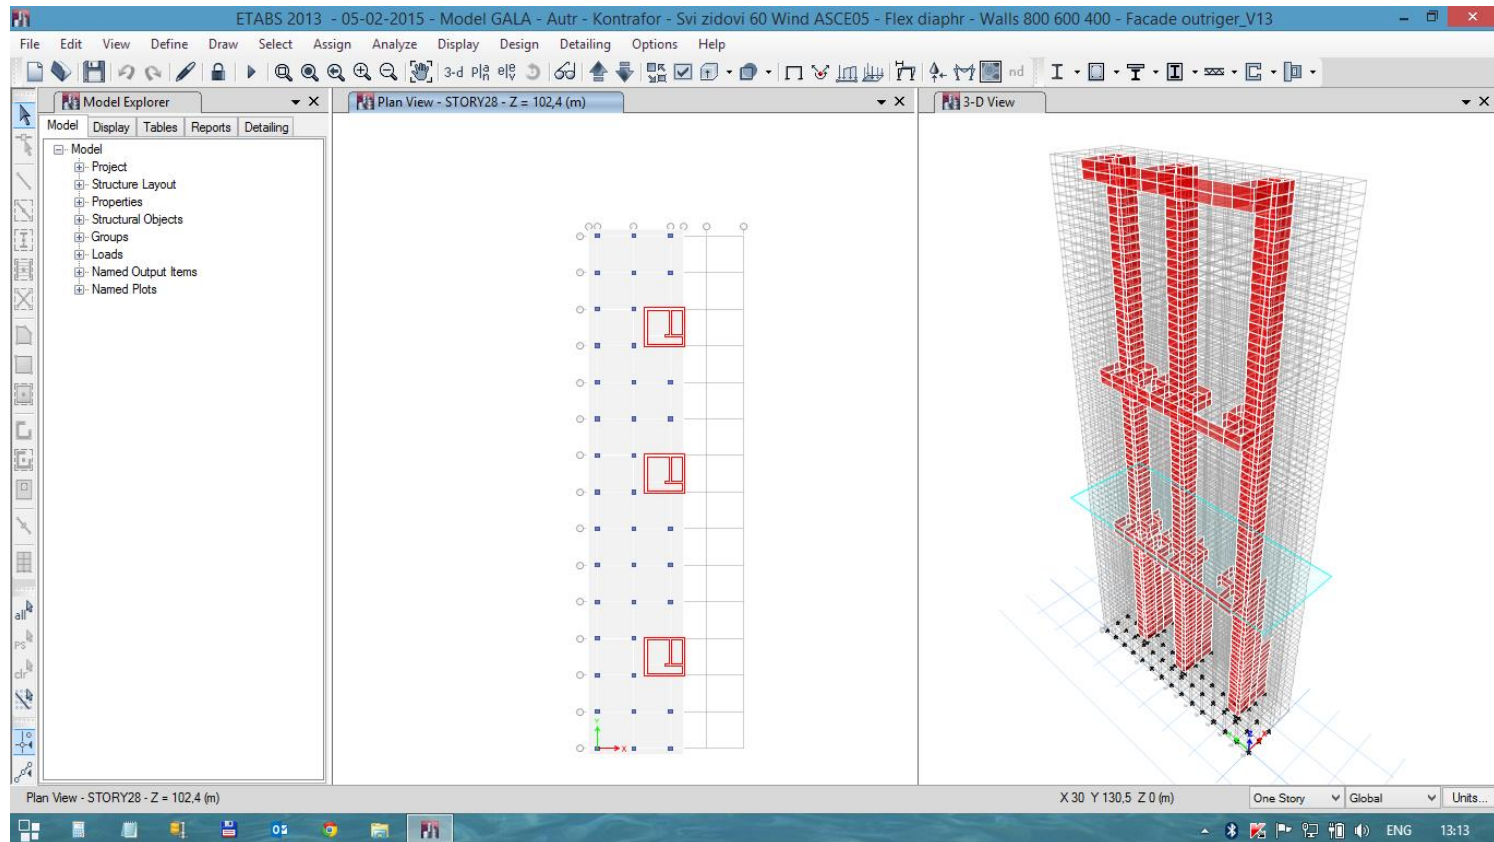 ETABS 2013 - 05-02-2015 - Model GALA - Autr - Kontrafor - Svi zidovi 60 Wind ASCE05 - Flex diaphr - Walls 800 600 400 - Facade outriger_V13
File Edit View Define Draw Select Assign Analyze Display Design Detailing Options Help
3-d nd
Model Explorer
Plan View - STORY28 - Z = 102,4 (m)
3-D View
Model Display Tables Reports Detailing
Model
Project
Structure Layout
Properties
Structural Objects
Groups
Loads
Named Output Items
Named Plots
all
ps
clr
Y
X
Z
X
Plan View - STORY28 - Z = 102,4 (m)
X 30 Y 130,5 Z 0 (m)
One Story
Global
Units...
ENG
13:13